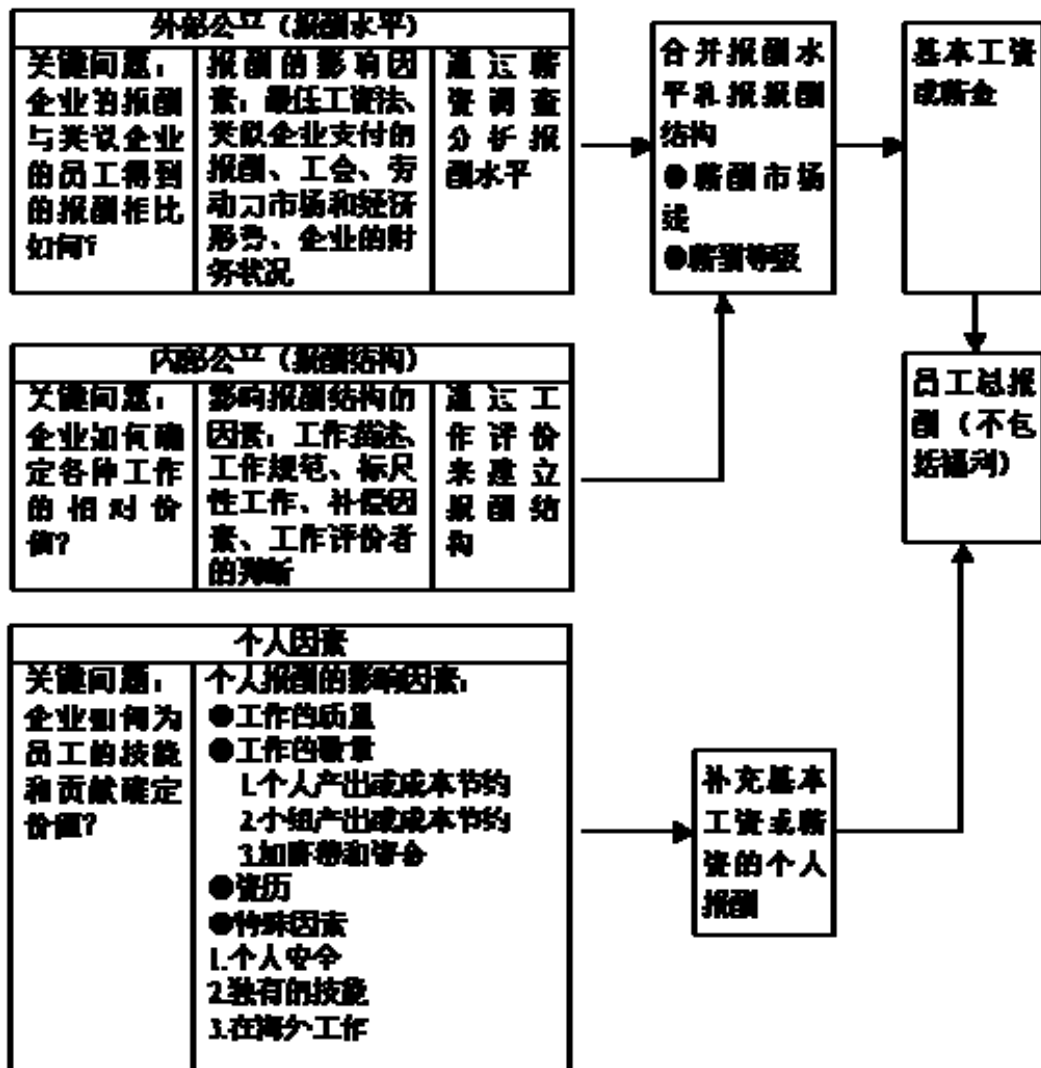 外部公平（报酬水平）
关键问题：
企业的报酬
与类似企业
的员工得到
的报酬相比
如何？
报酬的影响因
素：最低工资法、
类似企业支付的
报酬、工会、劳
动力市场和经济
形势、企业的财
务状况
通过薪
资调查
分析报
酬水平
合并报酬水
平和报报酬
结构
●薪酬市场
线
●薪酬等级
基本工资
或薪金
内部公平（报酬结构）
关键问题：
企业如何确
定各种工作
的相对价
值？
影响报酬结构的
因素：工作描述、
工作规范、标尺
性工作、补偿因
素、工作评价者
的判断
通过工
作评价
来建立
报酬结
构
员工总报
酬（不包
括福利）
个人因素
关键问题：
企业如何为
员工的技能
和贡献确定
价值？
个人报酬的影响因素：
●工作的质量
●工作的数量
1.个人产出或成本节约
2.小组产出或成本节约
3.加班带和资金
●资历
●特殊因素
1.个人安全
2.独有的技能
3.在海外工作
补充基本
工资或薪
资的个人
报酬